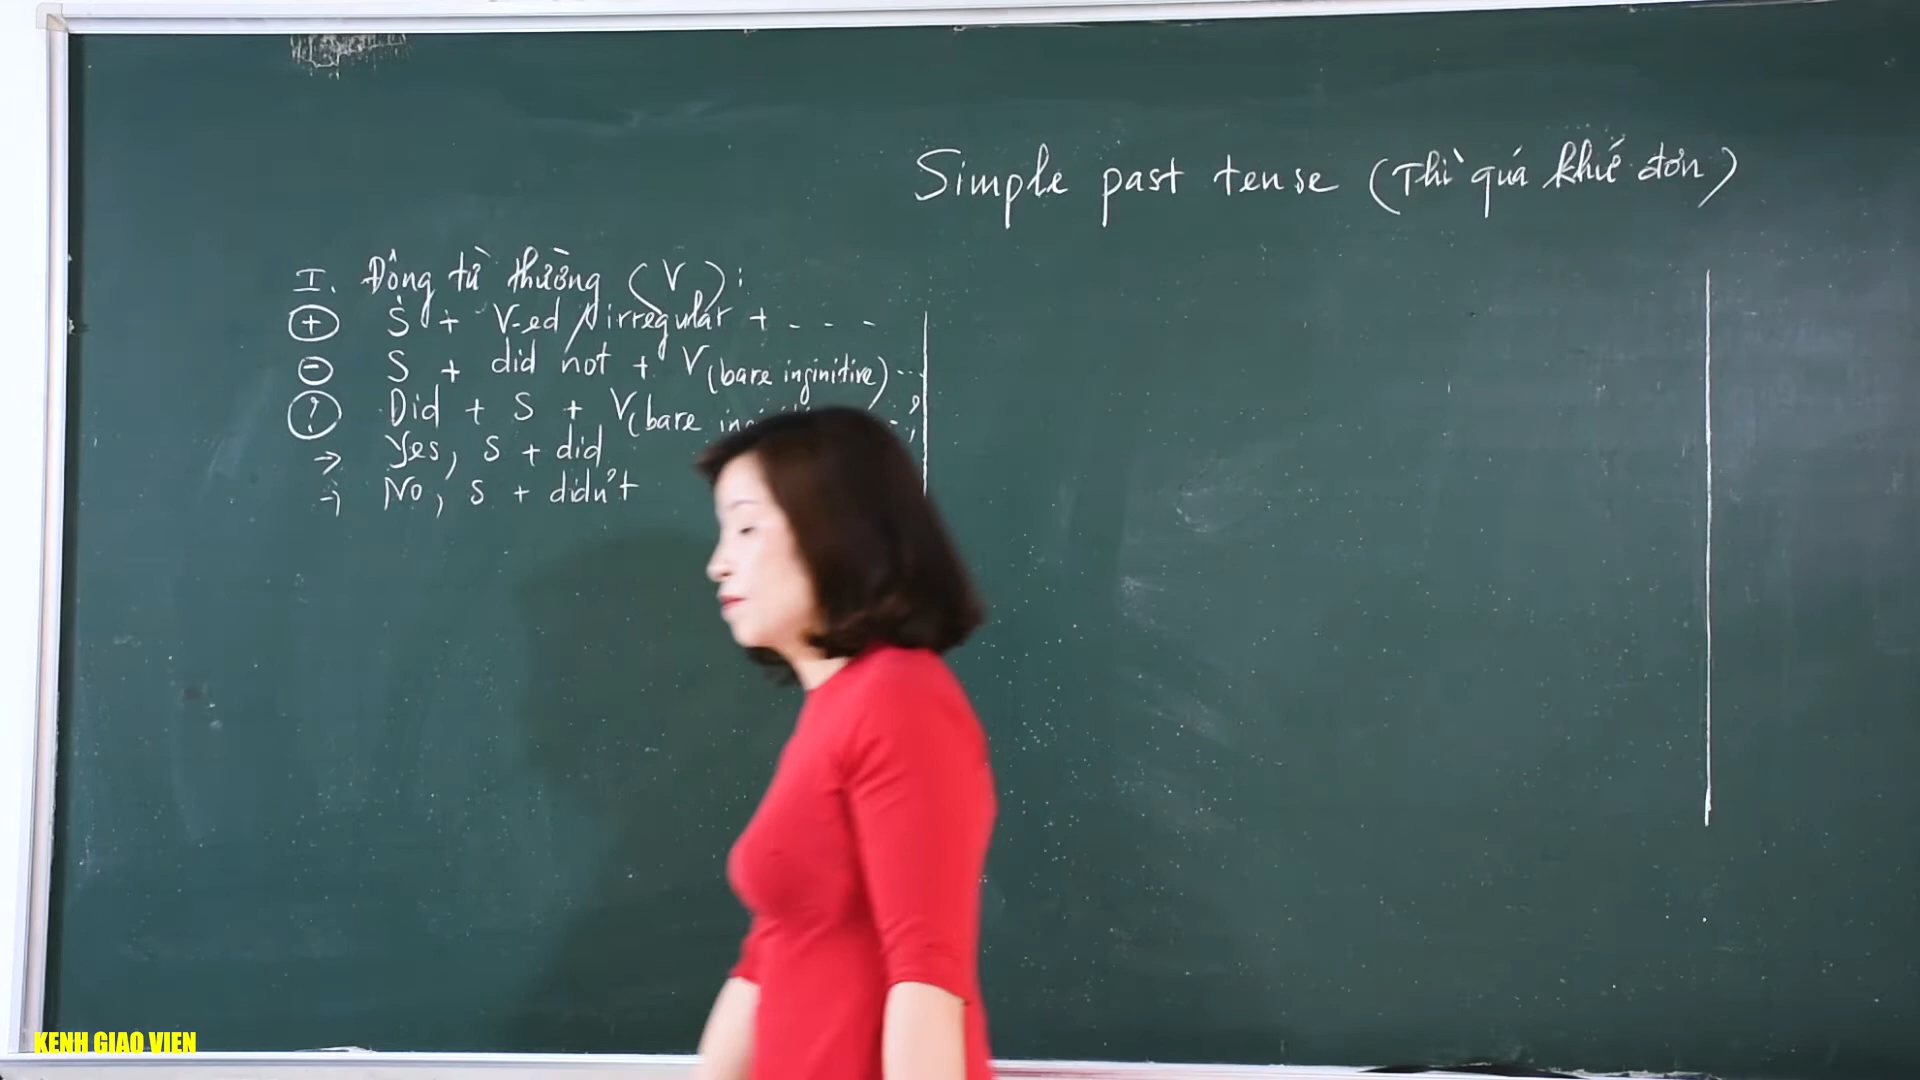 Simple past tense (Thì quá khứ đơn)
I. Động từ thường (V):
+ S + V-ed / irregular + - - -
- S + did not + V (bare infinitive) ...
? Did + S + V (bare ?
→ Yes, S + did
→ No, S + didn't
KENH GIAO VIEN